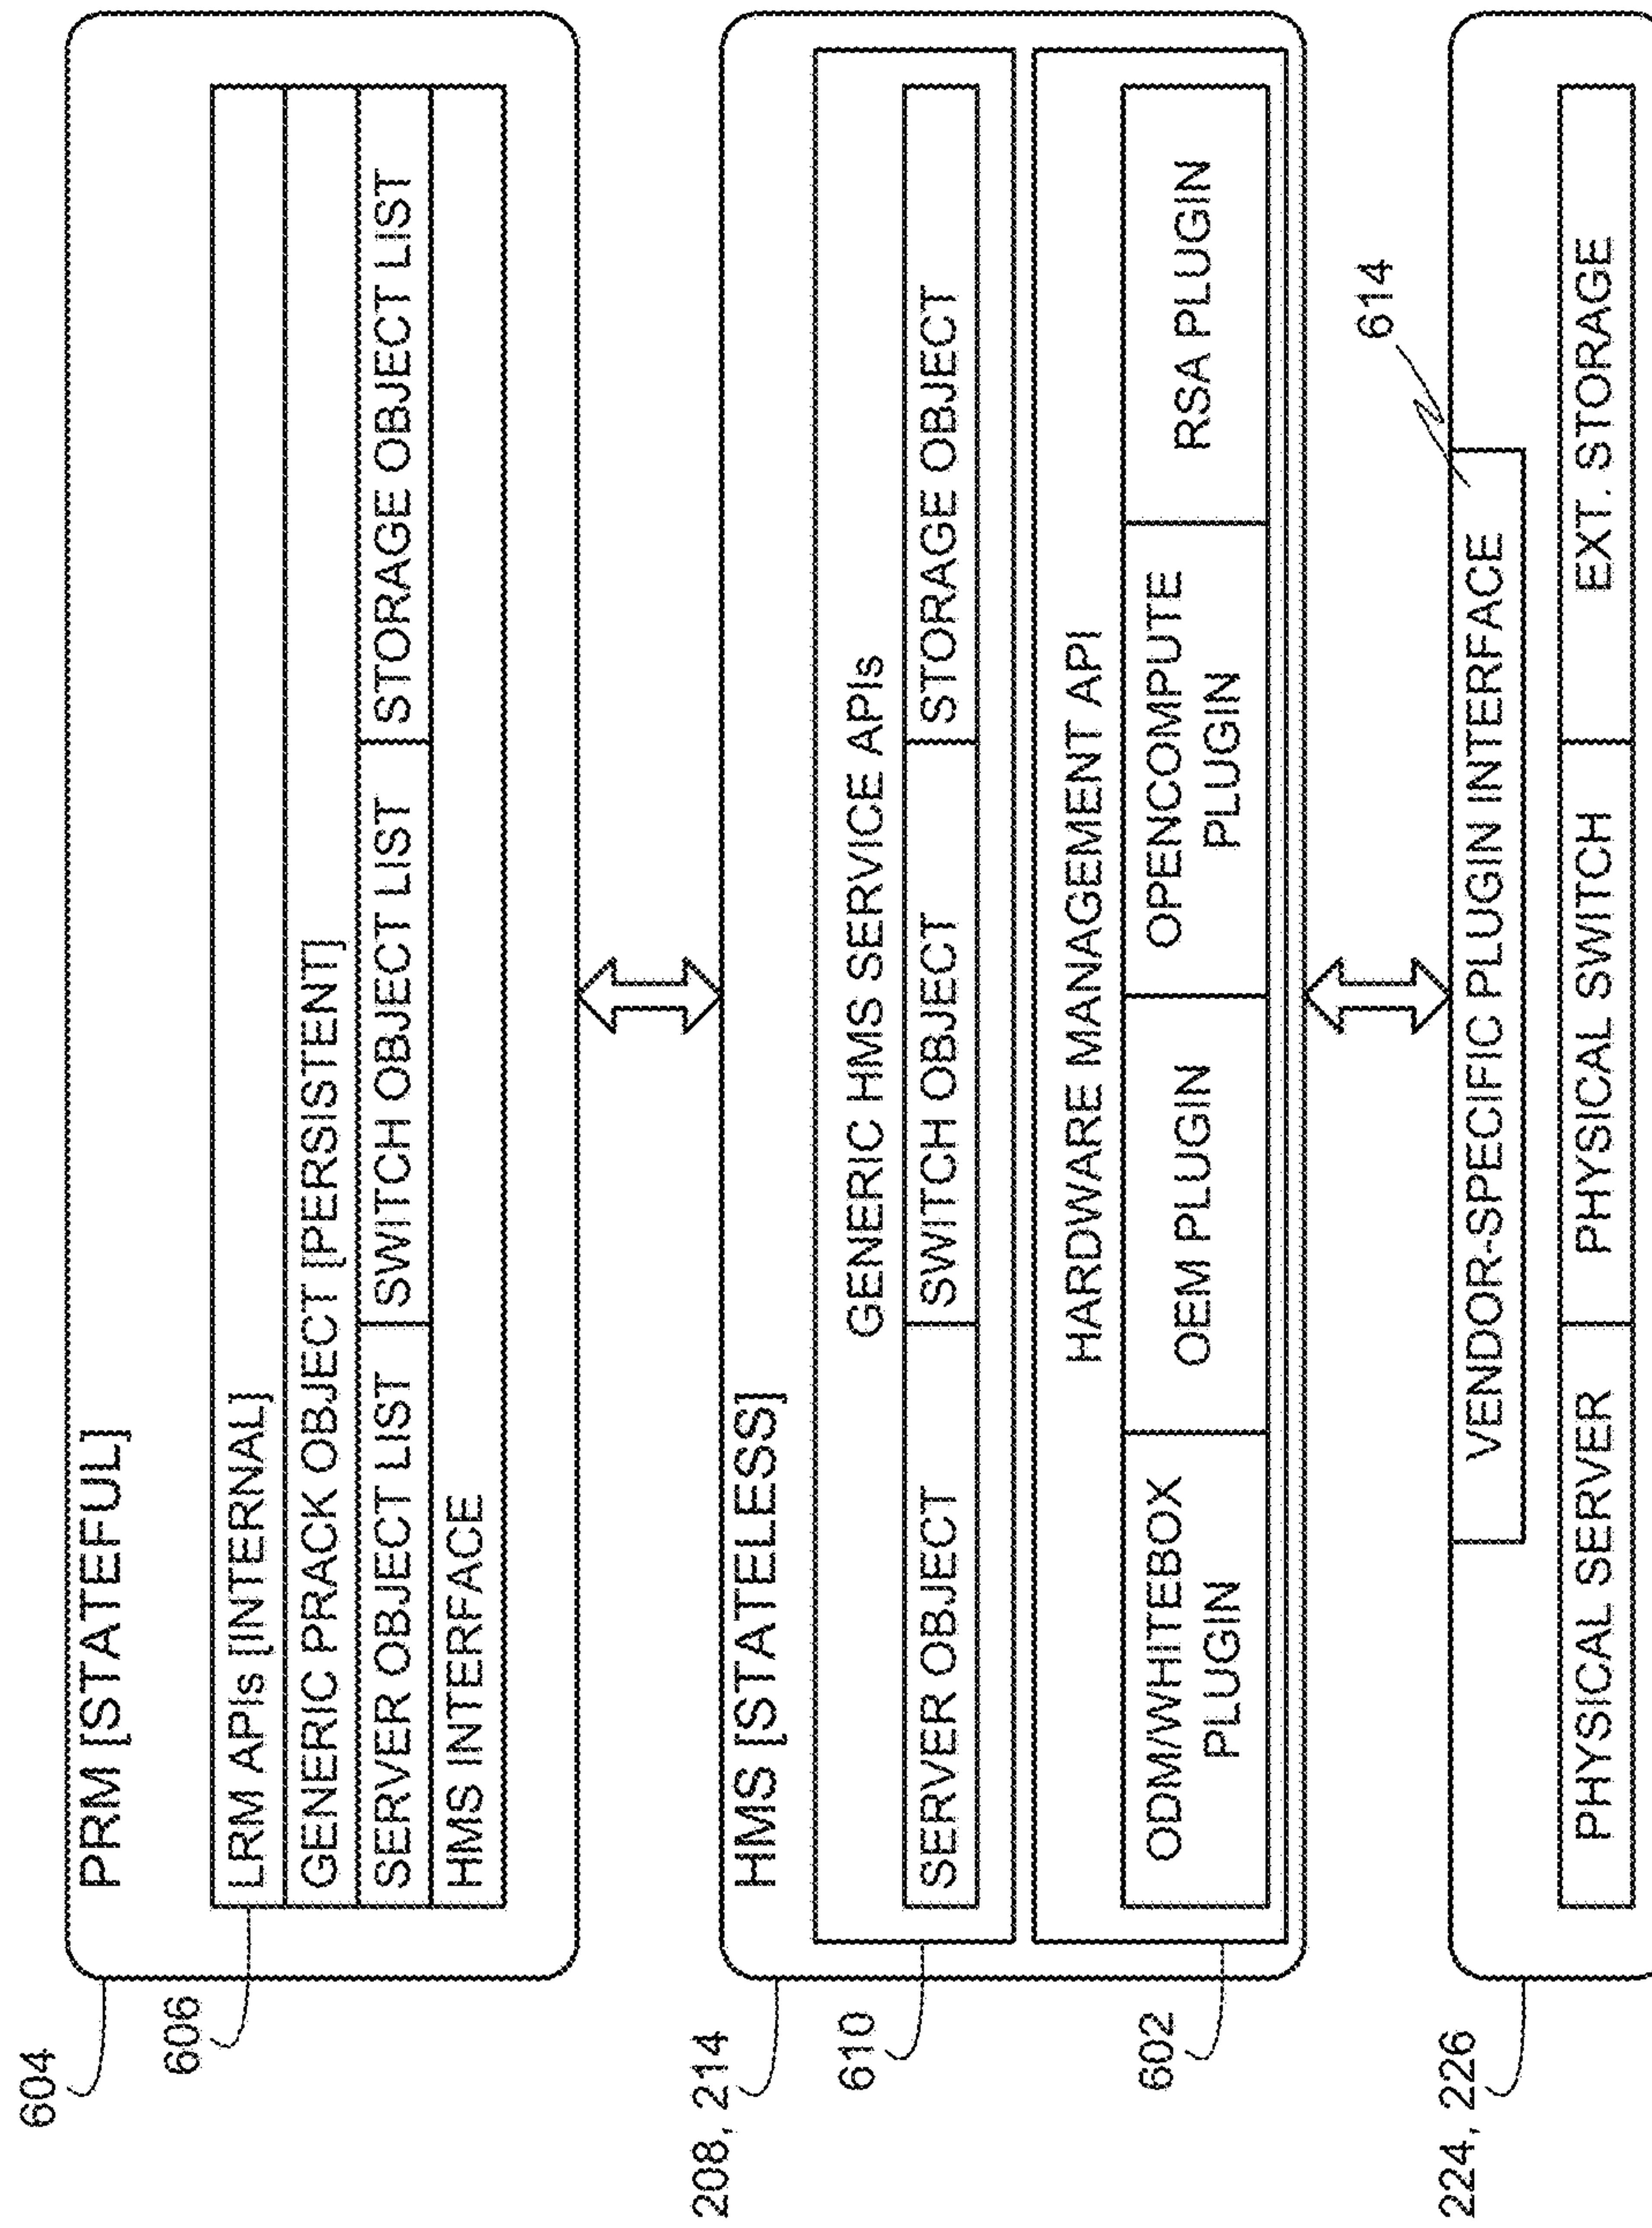 604
PRM [STATEFUL]
606
LRM APIs [INTERNAL]
GENERIC PRACK OBJECT [PERSISTENT]
SERVER OBJECT LIST
SWITCH OBJECT LIST
STORAGE OBJECT LIST
HMS INTERFACE
208, 214
HMS [STATELESS]
610
GENERIC HMS SERVICE APIs
SERVER OBJECT
SWITCH OBJECT
STORAGE OBJECT
602
HARDWARE MANAGEMENT API
ODM/WHITEBOX
PLUGIN
OEM PLUGIN
OPENCOMPUTE
PLUGIN
RSA PLUGIN
614
224, 226
VENDOR-SPECIFIC PLUGIN INTERFACE
PHYSICAL SERVER
PHYSICAL SWITCH
EXT. STORAGE